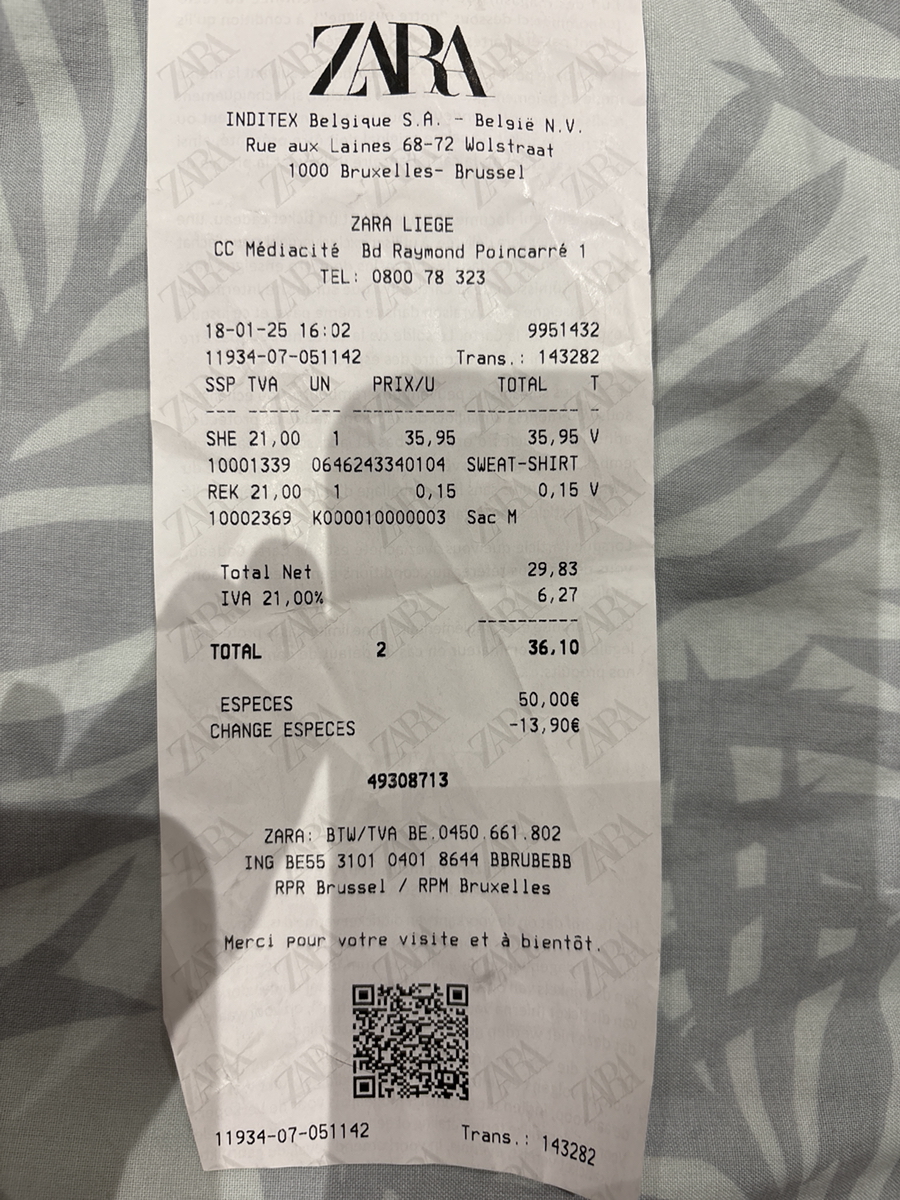 ZARA
INDITEX Belgique S.A. - België N.V.
Rue aux Laines 68-72 Wolstraat
1000 Bruxelles- Brussel
ZARA LIEGE
CC Médiacité Bd Raymond Poincarré 1
TEL: 0800 78 323
18-01-25 16:02 9951432
11934-07-051142 Trans.: 143282
SSP TVA UN PRIX/U TOTAL T
--- ----- --- ---------- ----------- -
SHE 21,00 1 35,95 35,95 V
10001339 0646243340104 SWEAT-SHIRT
REK 21,00 1 0,15 0,15 V
10002369 K000010000003 Sac M
Total Net 29,83
IVA 21,00% 6,27
----------
TOTAL 2 36,10
ESPECES 50,00€
CHANGE ESPECES -13,90€
49308713
ZARA: BTW/TVA BE.0450.661.802
ING BE55 3101 0401 8644 BBRUBEBB
RPR Brussel / RPM Bruxelles
Merci pour votre visite et à bientôt.
11934-07-051142 Trans.: 143282